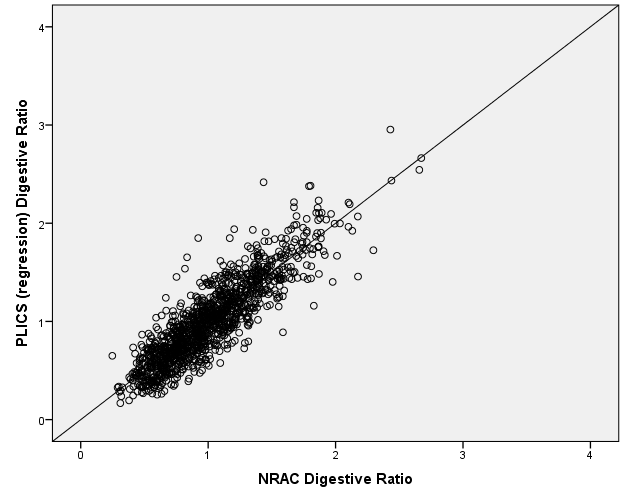 4
3
2
1
0
PLICS (regression) Digestive Ratio
0 1 2 3 4
NRAC Digestive Ratio